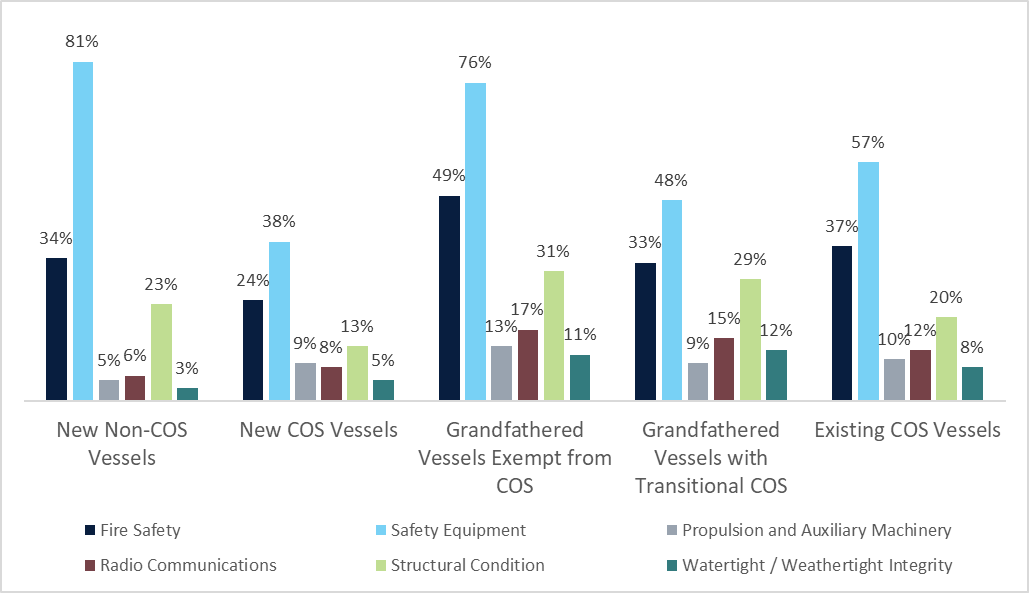 81%
76%
57%
49%
48%
38%
37%
34%
33%
31%
29%
24%
23%
20%
17%
15%
13%
13%
12%
12%
11%
10%
9%
9%
8%
8%
6%
5%
5%
3%
New Non-COS
Vessels
New COS Vessels
Grandfathered
Vessels Exempt from
COS
Grandfathered
Vessels with
Transitional COS
Existing COS Vessels
Fire Safety
Safety Equipment
Propulsion and Auxiliary Machinery
Radio Communications
Structural Condition
Watertight / Weathertight Integrity